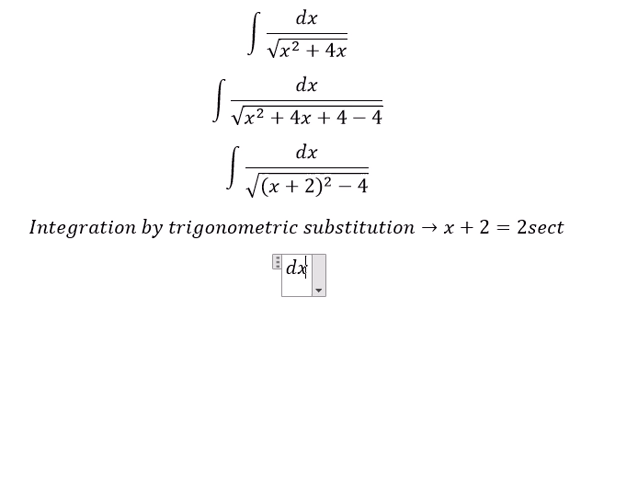 ∫ dx / √(x² + 4x)
∫ dx / √(x² + 4x + 4 − 4)
∫ dx / √((x + 2)² − 4)
Integration by trigonometric substitution → x + 2 = 2sect
dx